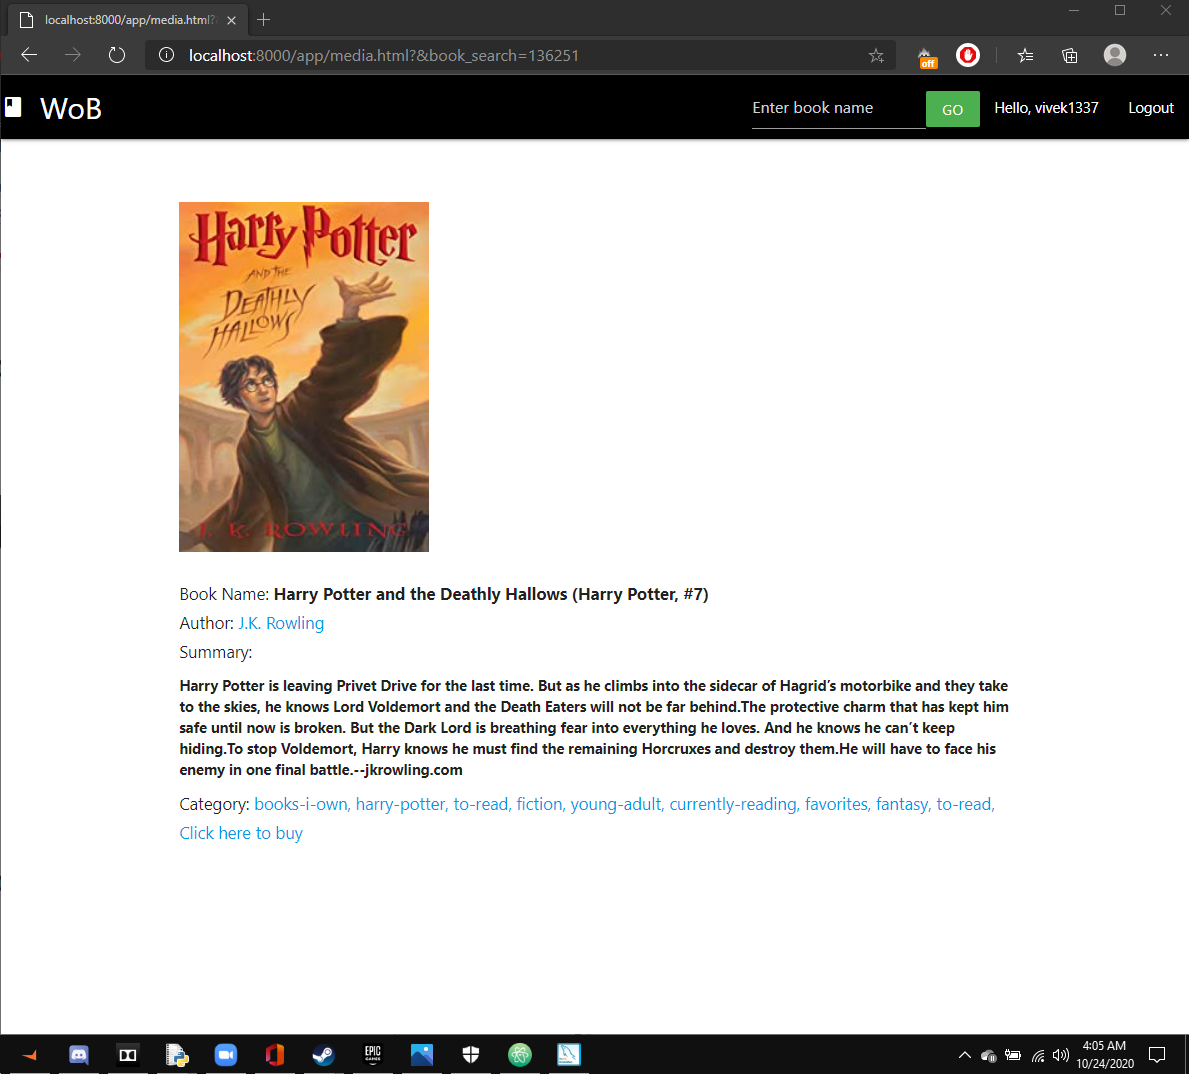 localhost:8000/app/media.html?
localhost:8000/app/media.html?&book_search=136251
off
WoB
Enter book name
GO
Hello, vivek1337
Logout
Harry Potter
AND THE
DEATHLY
HALLOWS
J. K. ROWLING
Book Name: Harry Potter and the Deathly Hallows (Harry Potter, #7)
Author: J.K. Rowling
Summary:
Harry Potter is leaving Privet Drive for the last time. But as he climbs into the sidecar of Hagrid’s motorbike and they take
to the skies, he knows Lord Voldemort and the Death Eaters will not be far behind.The protective charm that has kept him
safe until now is broken. But the Dark Lord is breathing fear into everything he loves. And he knows he can’t keep
hiding.To stop Voldemort, Harry knows he must find the remaining Horcruxes and destroy them.He will have to face his
enemy in one final battle.--jkrowling.com
Category: books-i-own, harry-potter, to-read, fiction, young-adult, currently-reading, favorites, fantasy, to-read,
Click here to buy
EPIC
GAMES
4:05 AM
10/24/2020